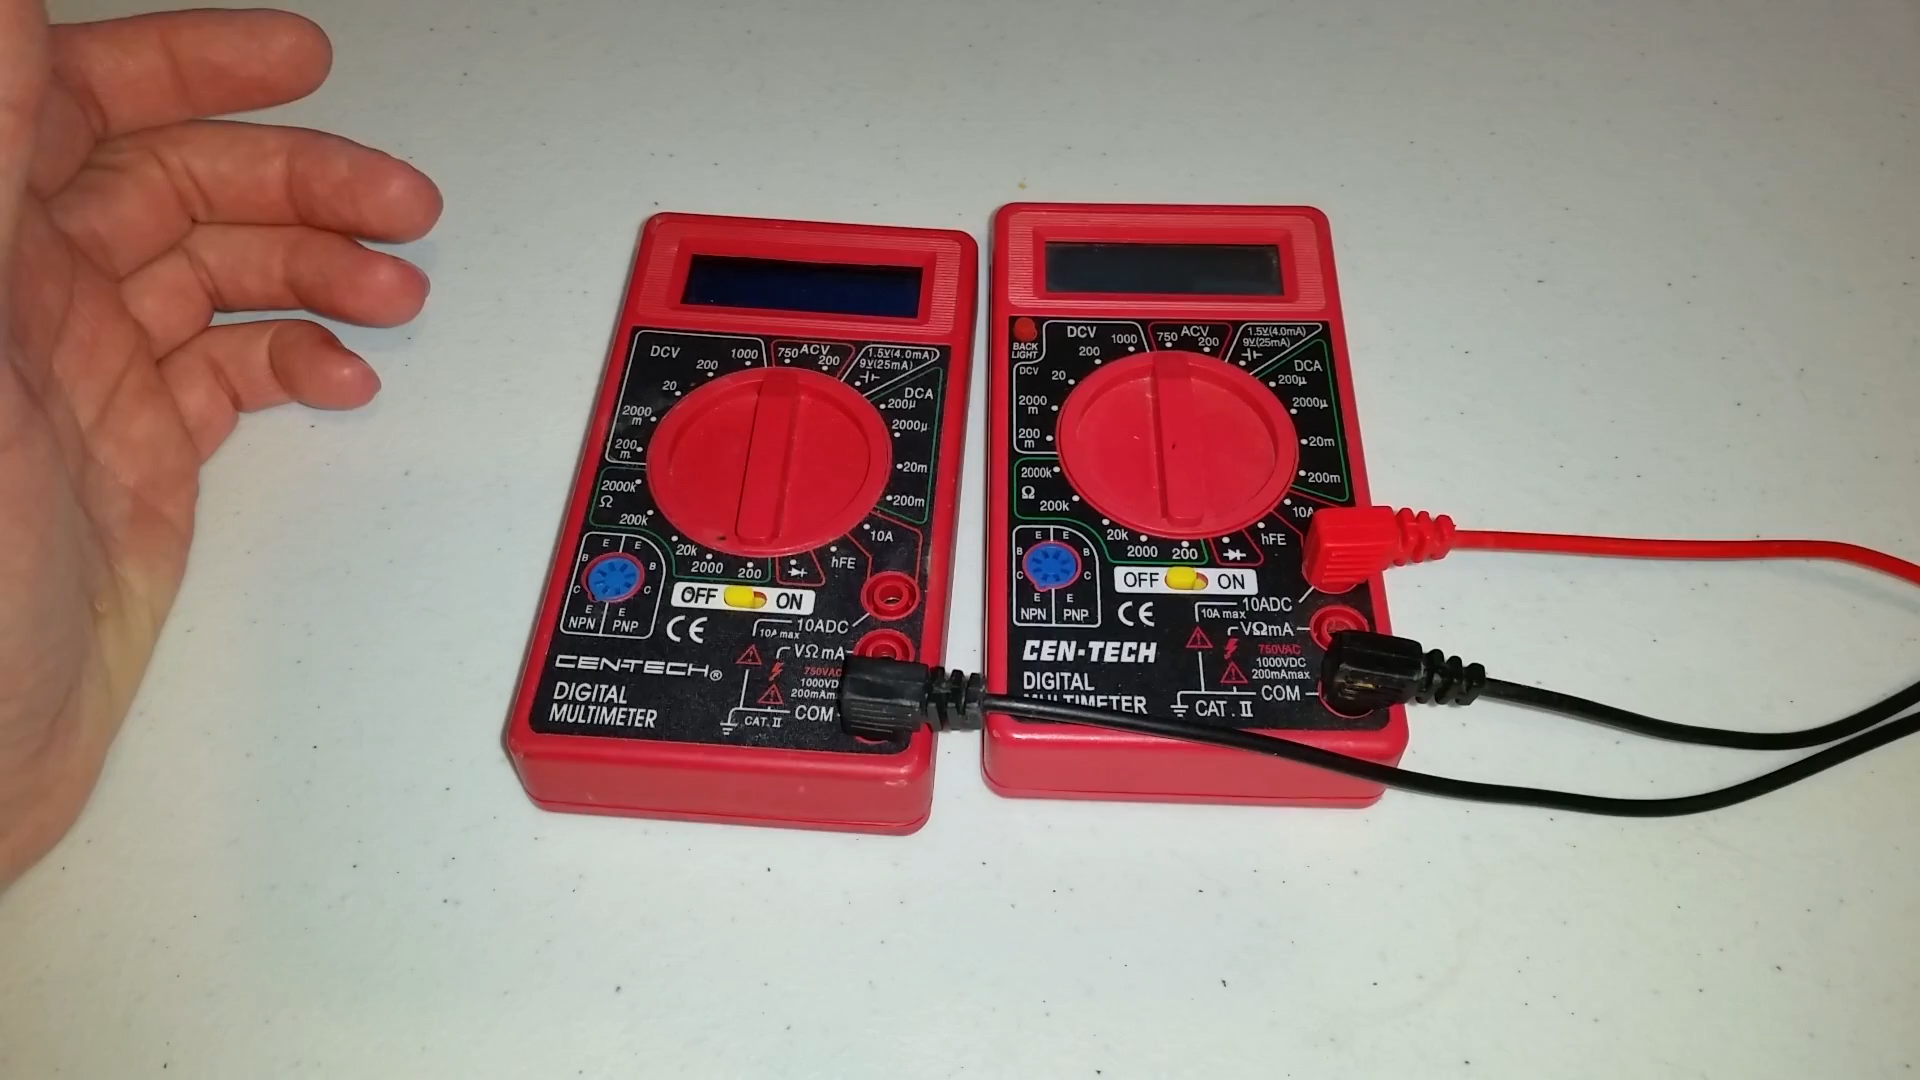 DCV
1000
750
ACV
200
1.5V(4.0mA)
9V(25mA)
200
20
2000
m
200
m
DCA
200µ
2000µ
20m
200m
10A
hFE
2000k
Ω
200k
20k
2000
200
E E
B B
C C
E E
NPN PNP
OFF ON
CE
10ADC
10A max
VΩmA
750VAC
1000VD
200mAm
COM
CAT. II
CEN-TECH®
DIGITAL
MULTIMETER
BACK
LIGHT
DCV
1000
750
ACV
200
1.5V(4.0mA)
9V(25mA)
200
DCV
20
2000
m
200
m
DCA
200µ
2000µ
20m
200m
10A
hFE
2000k
Ω
200k
20k
2000
200
E E
B B
C C
E E
NPN PNP
OFF ON
CE
10ADC
10A max
VΩmA
750VAC
1000VDC
200mAmax
COM
CAT. II
CEN-TECH
DIGITAL
MULTIMETER